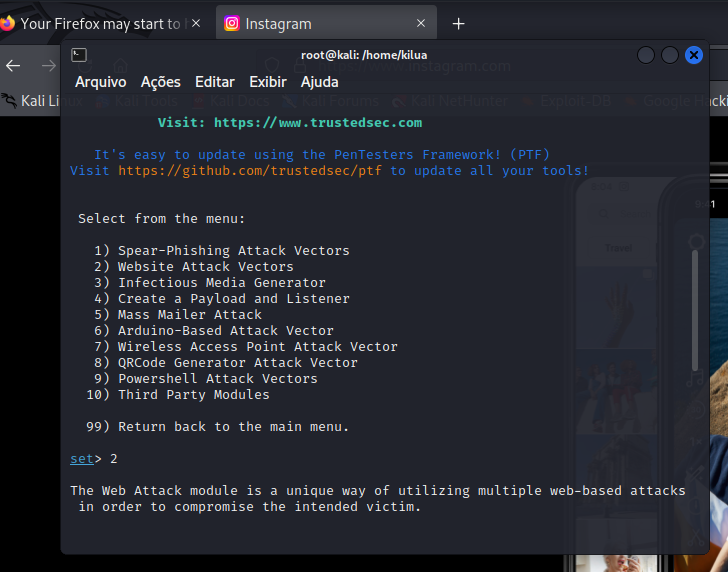 Your Firefox may start to
Instagram
root@kali: /home/kilua
instagram.com
Arquivo Ações Editar Exibir Ajuda
Kali Linux Kali Tools Kali Docs Kali Forums Kali NetHunter Exploit-DB Google Hacki
Visit: https://www.trustedsec.com
It's easy to update using the PenTesters Framework! (PTF)
Visit https://github.com/trustedsec/ptf to update all your tools!
Select from the menu:
1) Spear-Phishing Attack Vectors
2) Website Attack Vectors
3) Infectious Media Generator
4) Create a Payload and Listener
5) Mass Mailer Attack
6) Arduino-Based Attack Vector
7) Wireless Access Point Attack Vector
8) QRCode Generator Attack Vector
9) Powershell Attack Vectors
10) Third Party Modules
99) Return back to the main menu.
set> 2
The Web Attack module is a unique way of utilizing multiple web-based attacks
in order to compromise the intended victim.
Travel